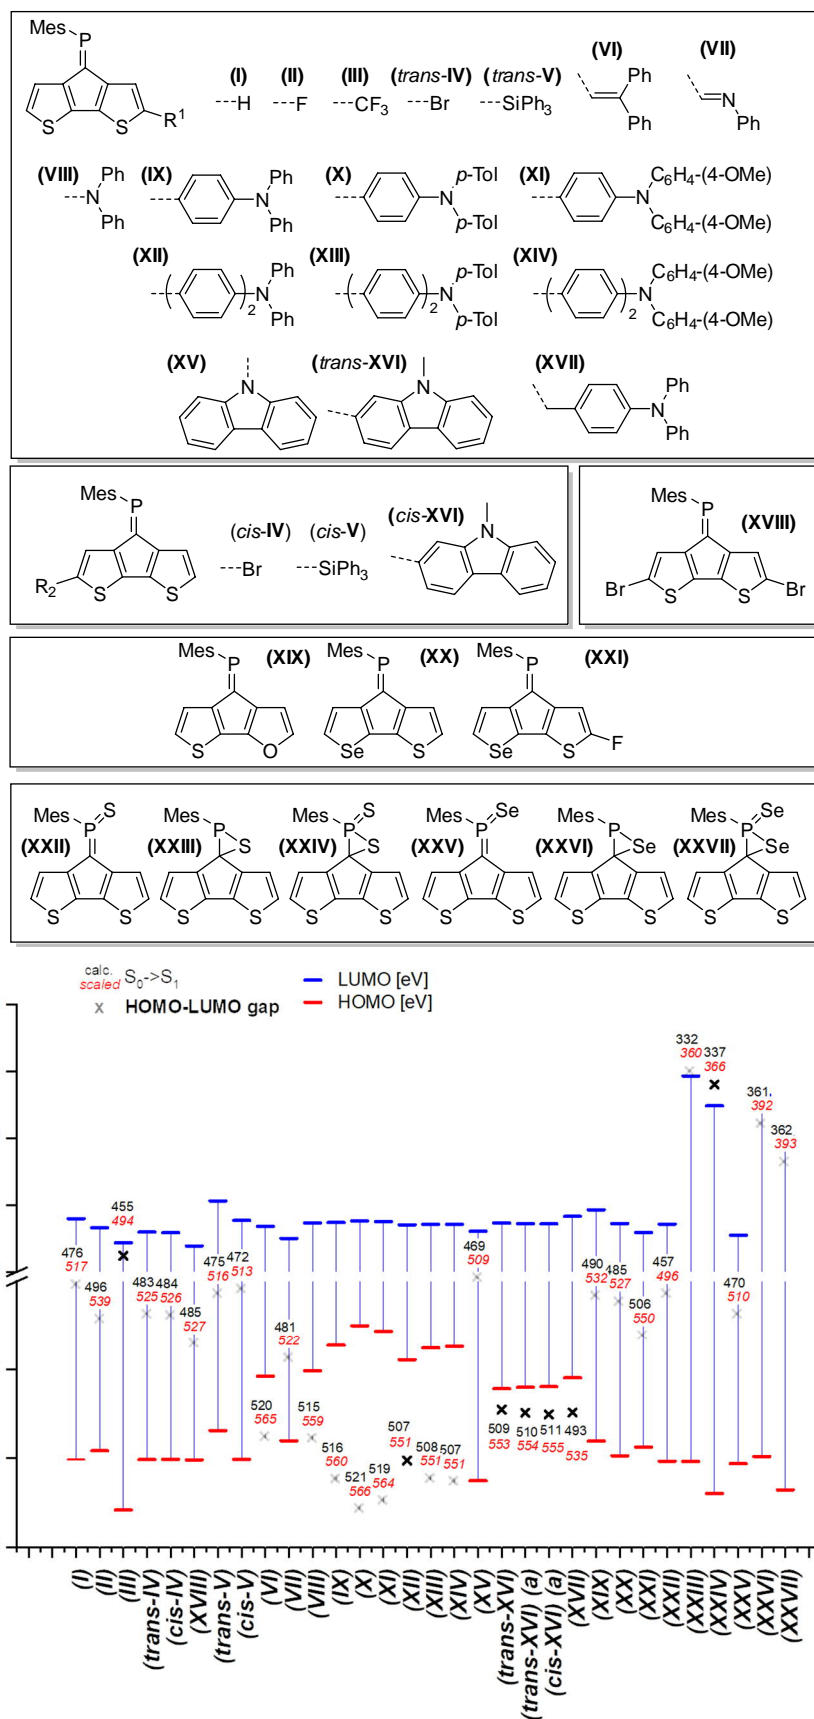 Mes
P
S
S
R1
(I)
---H
(II)
---F
(III)
---CF3
(trans-IV)
---Br
(trans-V)
---SiPh3
(VI)
Ph
Ph
(VII)
N
Ph
(VIII)
Ph
N
Ph
(IX)
Ph
N
Ph
(X)
p-Tol
N
p-Tol
(XI)
C6H4-(4-OMe)
N
C6H4-(4-OMe)
(XII)
Ph
2
N
Ph
(XIII)
p-Tol
2
N
p-Tol
(XIV)
C6H4-(4-OMe)
2
N
C6H4-(4-OMe)
(XV)
N
(trans-XVI)
N
(XVII)
Ph
N
Ph
Mes
P
R2
S
S
(cis-IV)
---Br
(cis-V)
---SiPh3
(cis-XVI)
N
Mes
P
(XVIII)
Br
S
S
Br
Mes
P
(XIX)
S
O
Mes
P
(XX)
Se
S
Mes
P
(XXI)
Se
S
F
Mes
P
S
(XXII)
S
S
Mes
P
S
(XXIII)
S
S
Mes
P
S
S
(XXIV)
S
S
Mes
P
Se
(XXV)
S
S
Mes
P
Se
(XXVI)
S
S
Mes
P
Se
Se
(XXVII)
S
S
calc.
scaled S0->S1
x HOMO-LUMO gap
LUMO [eV]
HOMO [eV]
476
517
496
539
455
494
483
525
484
526
485
527
475
516
472
513
520
565
481
522
515
559
516
560
521
566
519
564
507
551
508
551
507
551
469
509
509
553
510
554
511
555
493
535
490
532
485
527
506
550
457
496
332
360
337
366
470
510
361
392
362
393
(I)
(II)
(III)
(trans-IV)
(cis-IV)
(XVIII)
(trans-V)
(cis-V)
(VI)
(VII)
(VIII)
(IX)
(X)
(XI)
(XII)
(XIII)
(XIV)
(XV)
(trans-XVI)
(trans-XVI) (a)
(cis-XVI) (a)
(XVII)
(XIX)
(XX)
(XXI)
(XXII)
(XXIII)
(XXIV)
(XXV)
(XXVI)
(XXVII)